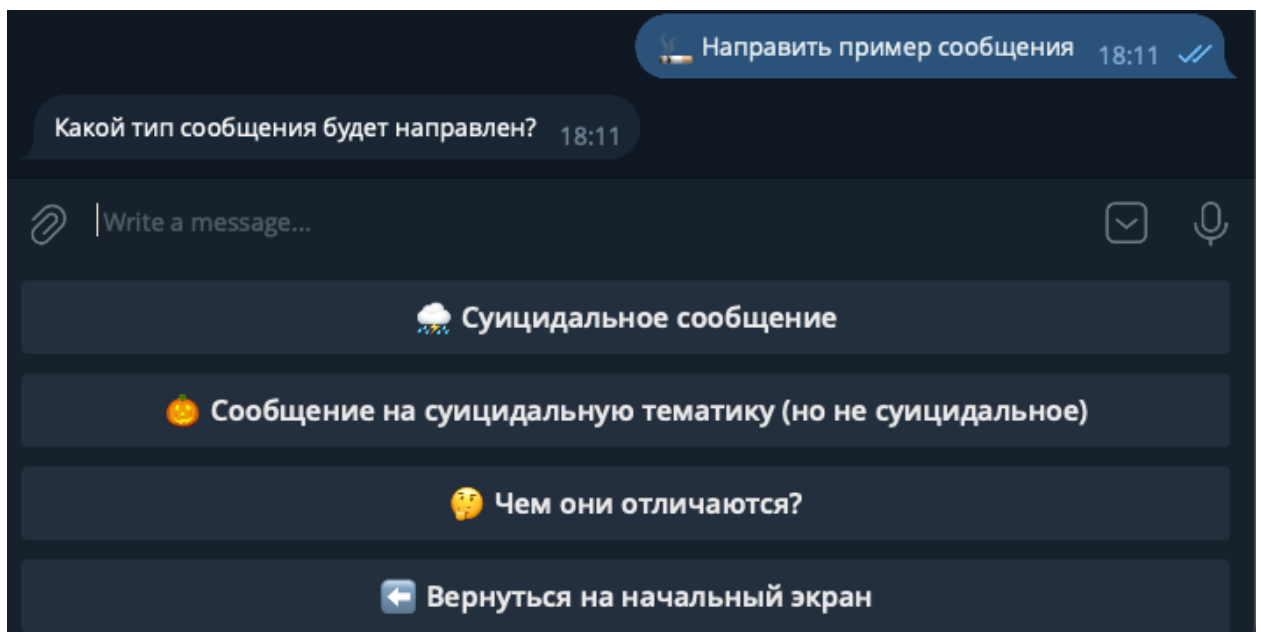 🚬 Направить пример сообщения 18:11
Какой тип сообщения будет направлен? 18:11
Write a message...
🌩 Суицидальное сообщение
🎃 Сообщение на суицидальную тематику (но не суицидальное)
🤔 Чем они отличаются?
⬅️ Вернуться на начальный экран